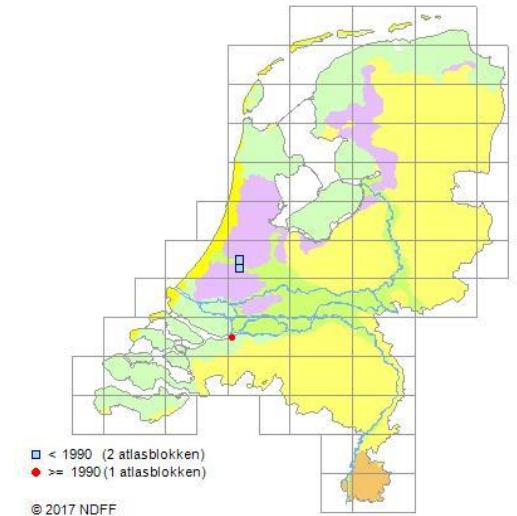 < 1990 (2 atlasblokken)
>= 1990 (1 atlasblokken)
© 2017 NDFF